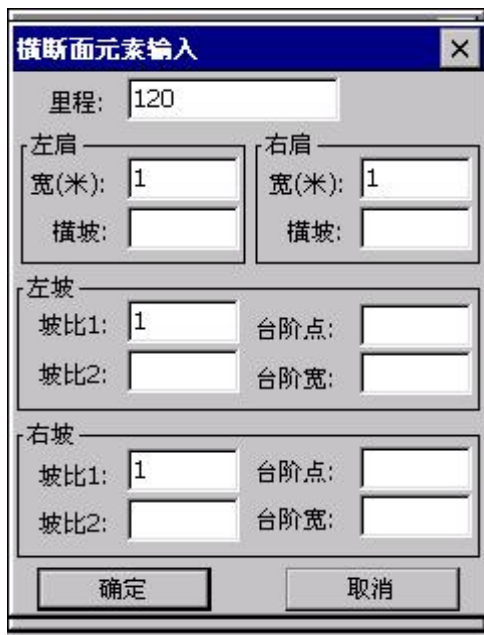 横断面元素输入
里程: 120
左肩
宽(米): 1
横坡:
右肩
宽(米): 1
横坡:
左坡
坡比1: 1 台阶点:
坡比2: 台阶宽:
右坡
坡比1: 1 台阶点:
坡比2: 台阶宽:
确定 取消